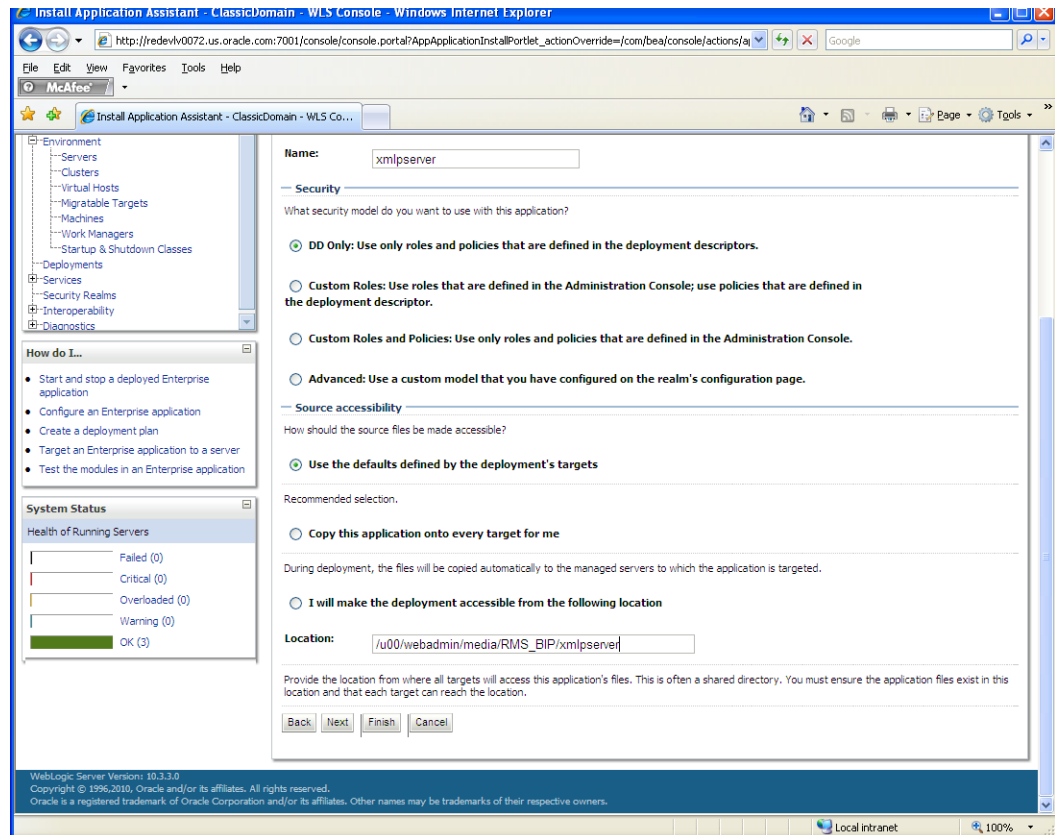 Install Application Assistant - ClassicDomain - WLS Console - Windows Internet Explorer
http://redevlv0072.us.oracle.com:7001/console/console.portal?AppApplicationInstallPortlet_actionOverride=/com/bea/console/actions/a
Google
File Edit View Favorites Tools Help
McAfee
Install Application Assistant - ClassicDomain - WLS Co...
Page Tools
»
Environment
Servers
Clusters
Virtual Hosts
Migratable Targets
Machines
Work Managers
Startup & Shutdown Classes
Deployments
Services
Security Realms
Interoperability
Diagnostics
How do I...
Start and stop a deployed Enterprise
application
Configure an Enterprise application
Create a deployment plan
Target an Enterprise application to a server
Test the modules in an Enterprise application
System Status
Health of Running Servers
Failed (0)
Critical (0)
Overloaded (0)
Warning (0)
OK (3)
Name: xmlpserver
Security
What security model do you want to use with this application?
DD Only: Use only roles and policies that are defined in the deployment descriptors.
Custom Roles: Use roles that are defined in the Administration Console; use policies that are defined in
the deployment descriptor.
Custom Roles and Policies: Use only roles and policies that are defined in the Administration Console.
Advanced: Use a custom model that you have configured on the realm's configuration page.
Source accessibility
How should the source files be made accessible?
Use the defaults defined by the deployment's targets
Recommended selection.
Copy this application onto every target for me
During deployment, the files will be copied automatically to the managed servers to which the application is targeted.
I will make the deployment accessible from the following location
Location: /u00/webadmin/media/RMS_BIP/xmlpserver
Provide the location from where all targets will access this application's files. This is often a shared directory. You must ensure the application files exist in this
location and that each target can reach the location.
Back Next Finish Cancel
WebLogic Server Version: 10.3.3.0
Copyright © 1996,2010, Oracle and/or its affiliates. All rights reserved.
Oracle is a registered trademark of Oracle Corporation and/or its affiliates. Other names may be trademarks of their respective owners.
Local intranet 100%